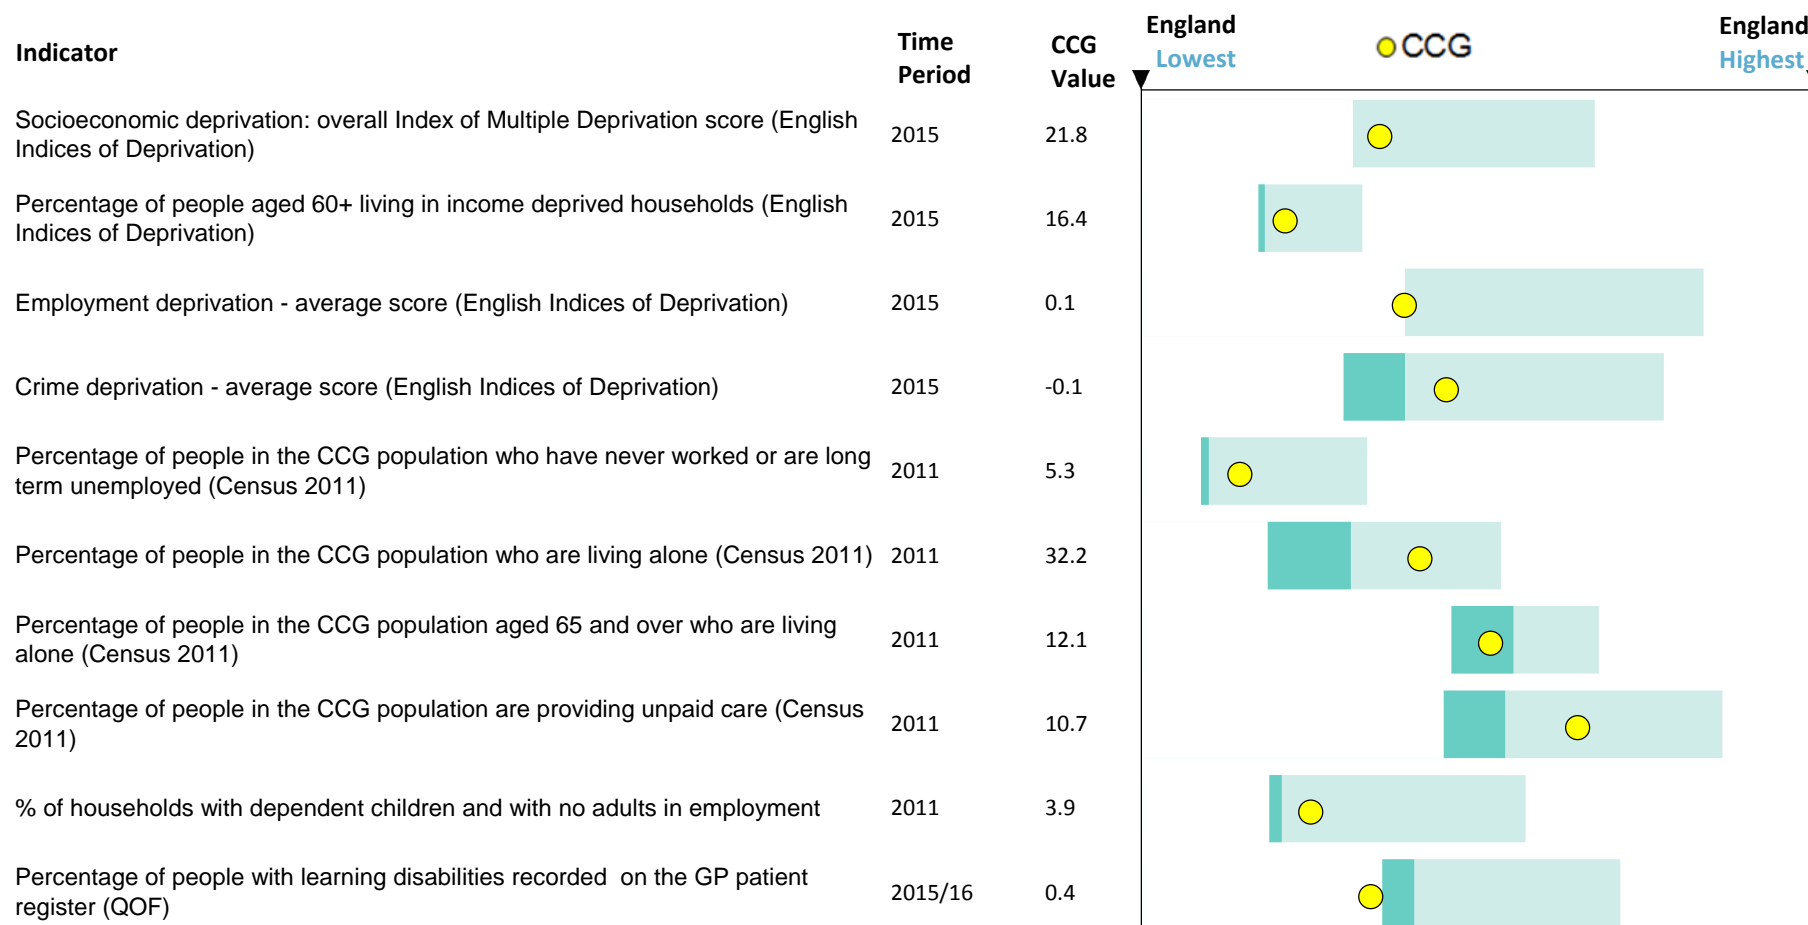 Indicator
Time
Period
CCG
Value
England
Lowest
CCG
England
Highest
Socioeconomic deprivation: overall Index of Multiple Deprivation score (English
Indices of Deprivation)
2015
21.8
Percentage of people aged 60+ living in income deprived households (English
Indices of Deprivation)
2015
16.4
Employment deprivation - average score (English Indices of Deprivation)
2015
0.1
Crime deprivation - average score (English Indices of Deprivation)
2015
-0.1
Percentage of people in the CCG population who have never worked or are long
term unemployed (Census 2011)
2011
5.3
Percentage of people in the CCG population who are living alone (Census 2011)
2011
32.2
Percentage of people in the CCG population aged 65 and over who are living
alone (Census 2011)
2011
12.1
Percentage of people in the CCG population are providing unpaid care (Census
2011)
2011
10.7
% of households with dependent children and with no adults in employment
2011
3.9
Percentage of people with learning disabilities recorded  on the GP patient
register (QOF)
2015/16
0.4